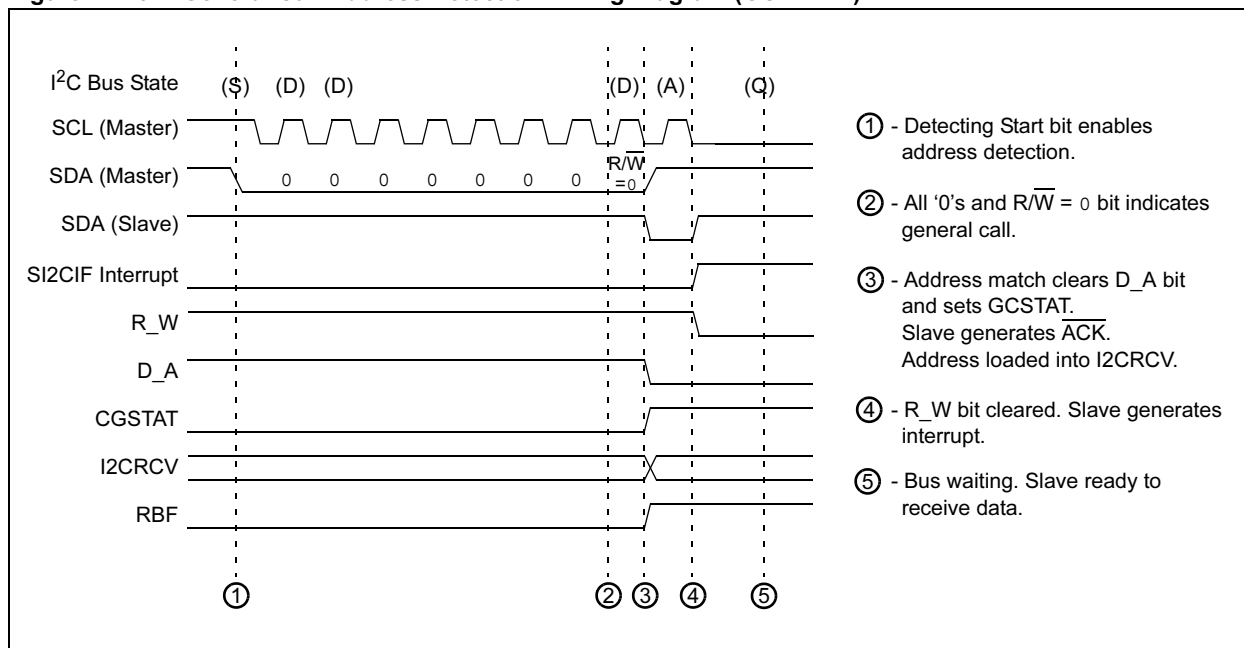 I2C Bus State (S) (D) (D) (D) (A) (Q)
SCL (Master)
SDA (Master) 0 0 0 0 0 0 0 R/W
=0
SDA (Slave)
SI2CIF Interrupt
R_W
D_A
CGSTAT
I2CRCV
RBF
1 2 3 4 5
1 - Detecting Start bit enables
address detection.
2 - All ‘0’s and R/W = 0 bit indicates
general call.
3 - Address match clears D_A bit
and sets GCSTAT.
Slave generates ACK.
Address loaded into I2CRCV.
4 - R_W bit cleared. Slave generates
interrupt.
5 - Bus waiting. Slave ready to
receive data.